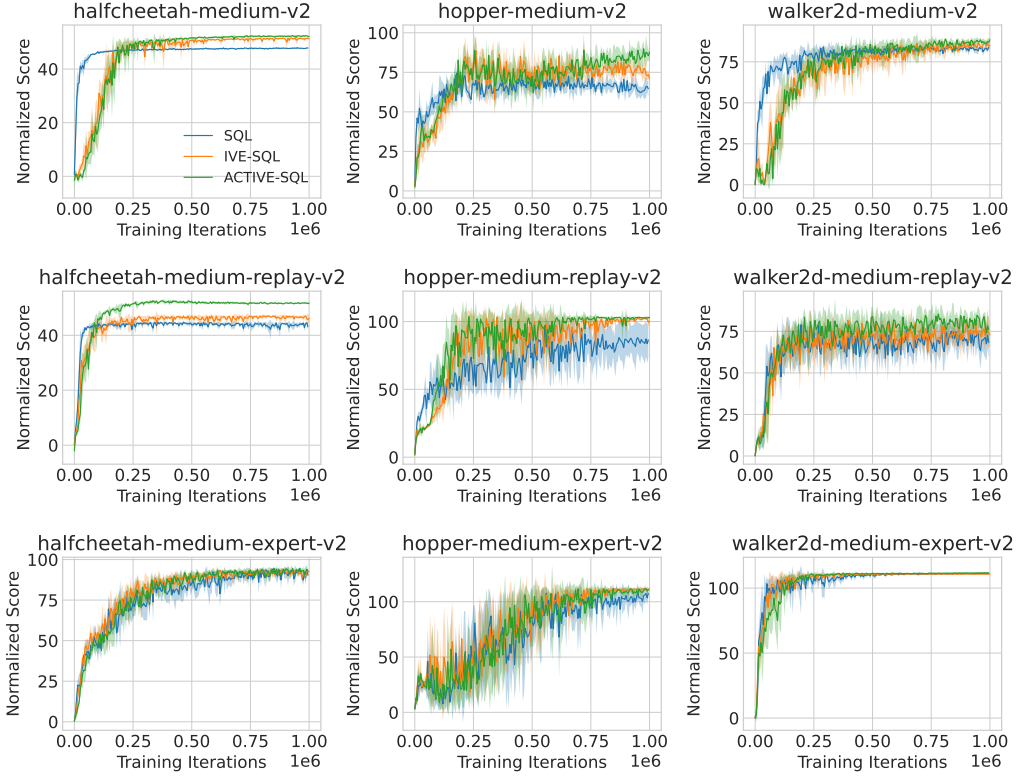 halfcheetah-medium-v2
hopper-medium-v2
walker2d-medium-v2
Normalized Score
40
20
0
SQL
IVE-SQL
ACTIVE-SQL
0.00 0.25 0.50 0.75 1.00
Training Iterations 1e6
Normalized Score
100
75
50
25
0
0.00 0.25 0.50 0.75 1.00
Training Iterations 1e6
Normalized Score
75
50
25
0
0.00 0.25 0.50 0.75 1.00
Training Iterations 1e6
halfcheetah-medium-replay-v2
hopper-medium-replay-v2
walker2d-medium-replay-v2
Normalized Score
40
20
0
0.00 0.25 0.50 0.75 1.00
Training Iterations 1e6
Normalized Score
100
50
0
0.00 0.25 0.50 0.75 1.00
Training Iterations 1e6
Normalized Score
75
50
25
0
0.00 0.25 0.50 0.75 1.00
Training Iterations 1e6
halfcheetah-medium-expert-v2
hopper-medium-expert-v2
walker2d-medium-expert-v2
Normalized Score
100
75
50
25
0
0.00 0.25 0.50 0.75 1.00
Training Iterations 1e6
Normalized Score
100
50
0
0.00 0.25 0.50 0.75 1.00
Training Iterations 1e6
Normalized Score
100
50
0
0.00 0.25 0.50 0.75 1.00
Training Iterations 1e6